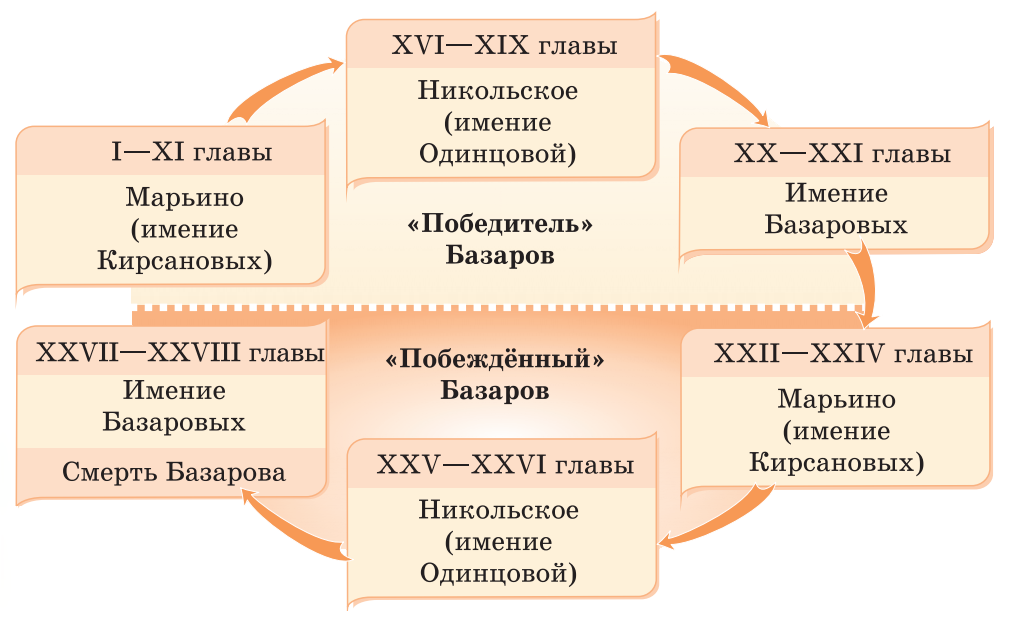 XVI—XIX главы
Никольское
(имение
Одинцовой)
I—XI главы
Марьино
(имение
Кирсановых)
XX—XXI главы
Имение
Базаровых
«Победитель»
Базаров
«Побеждённый»
Базаров
XXII—XXIV главы
Марьино
(имение
Кирсановых)
XXV—XXVI главы
Никольское
(имение
Одинцовой)
XXVII—XXVIII главы
Имение
Базаровых
Смерть Базарова